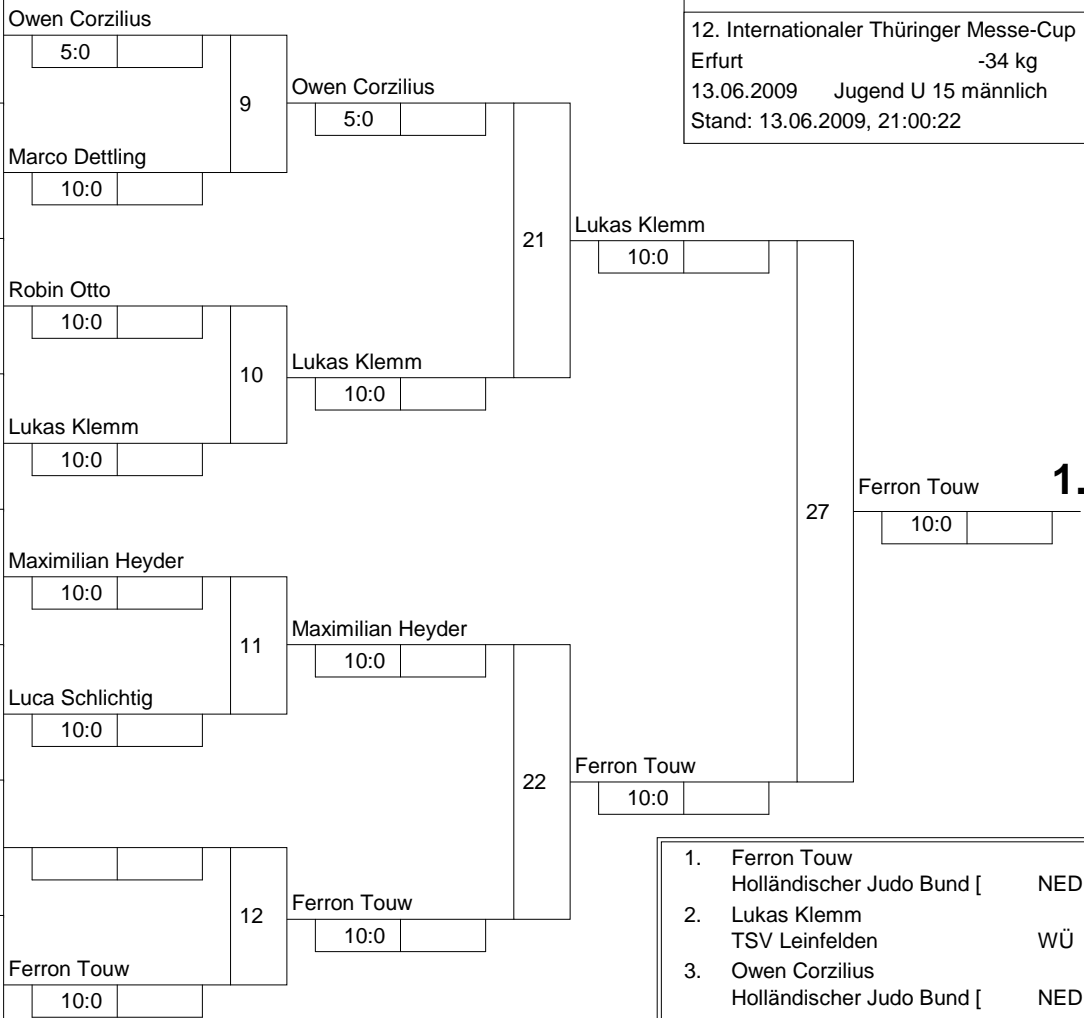 Owen Corzilius
5:0
9
Marco Dettling
10:0
Robin Otto
10:0
10
Lukas Klemm
10:0
Maximilian Heyder
10:0
11
Luca Schlichtig
10:0
12
Ferron Touw
10:0
Owen Corzilius
5:0
21
Lukas Klemm
10:0
Maximilian Heyder
10:0
22
Ferron Touw
10:0
Lukas Klemm
10:0
27
Ferron Touw
10:0
Ferron Touw 1.
10:0
12. Internationaler Thüringer Messe-Cup
Erfurt -34 kg
13.06.2009 Jugend U 15 männlich
Stand: 13.06.2009, 21:00:22
1. Ferron Touw
Holländischer Judo Bund [ NED
2. Lukas Klemm
TSV Leinfelden WÜ
3. Owen Corzilius
Holländischer Judo Bund [ NED